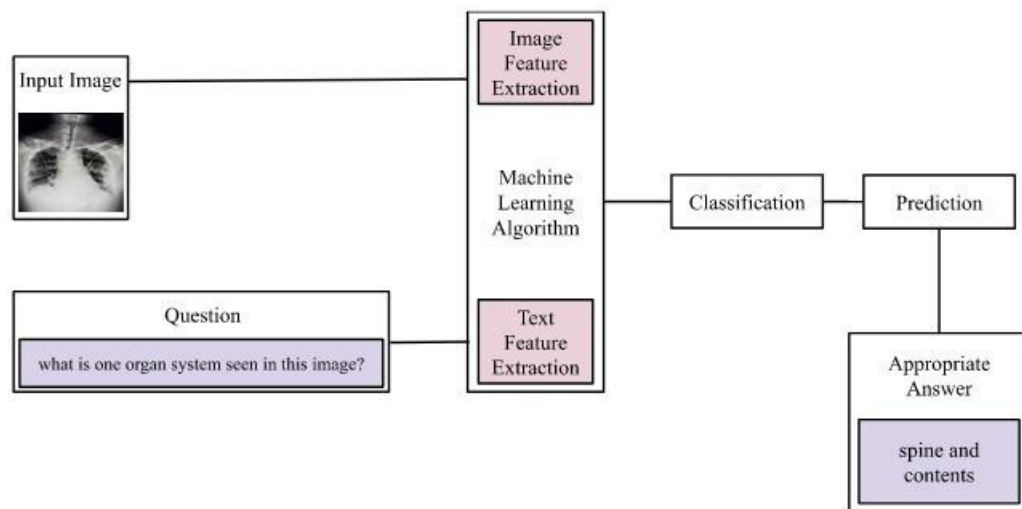 Input Image
Question
what is one organ system seen in this image?
Image
Feature
Extraction
Machine
Learning
Algorithm
Text
Feature
Extraction
Classification
Prediction
Appropriate
Answer
spine and
contents